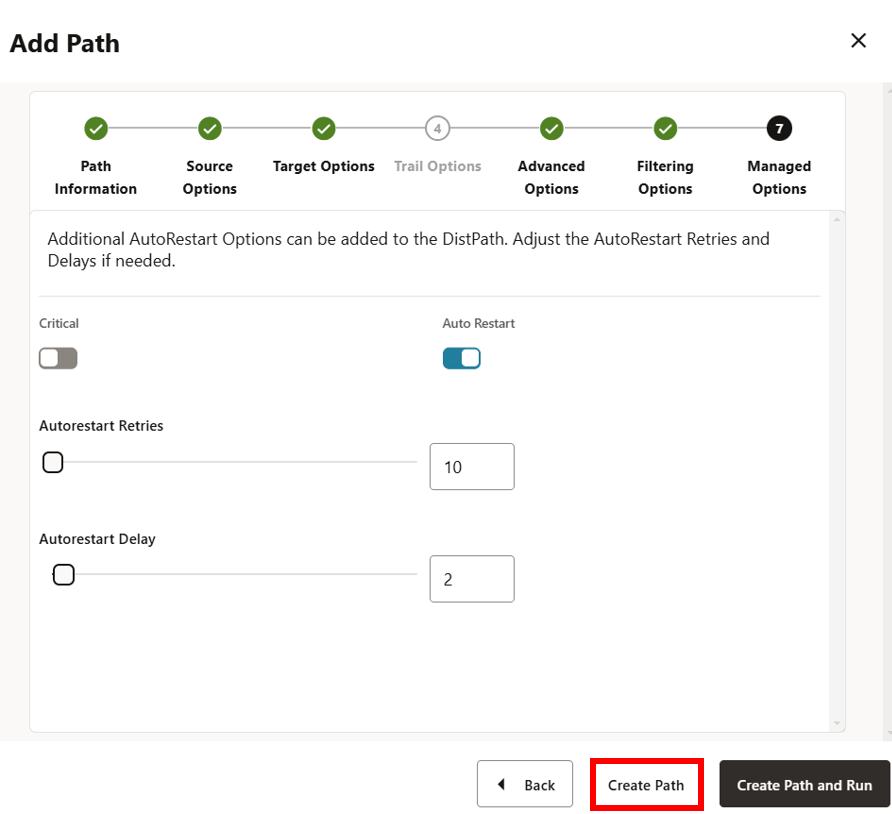 Add Path
4
7
Path
Information
Source
Options
Target Options
Trail Options
Advanced
Options
Filtering
Options
Managed
Options
Additional AutoRestart Options can be added to the DistPath. Adjust the AutoRestart Retries and
Delays if needed.
Critical
Auto Restart
Autorestart Retries
10
Autorestart Delay
2
Back
Create Path
Create Path and Run